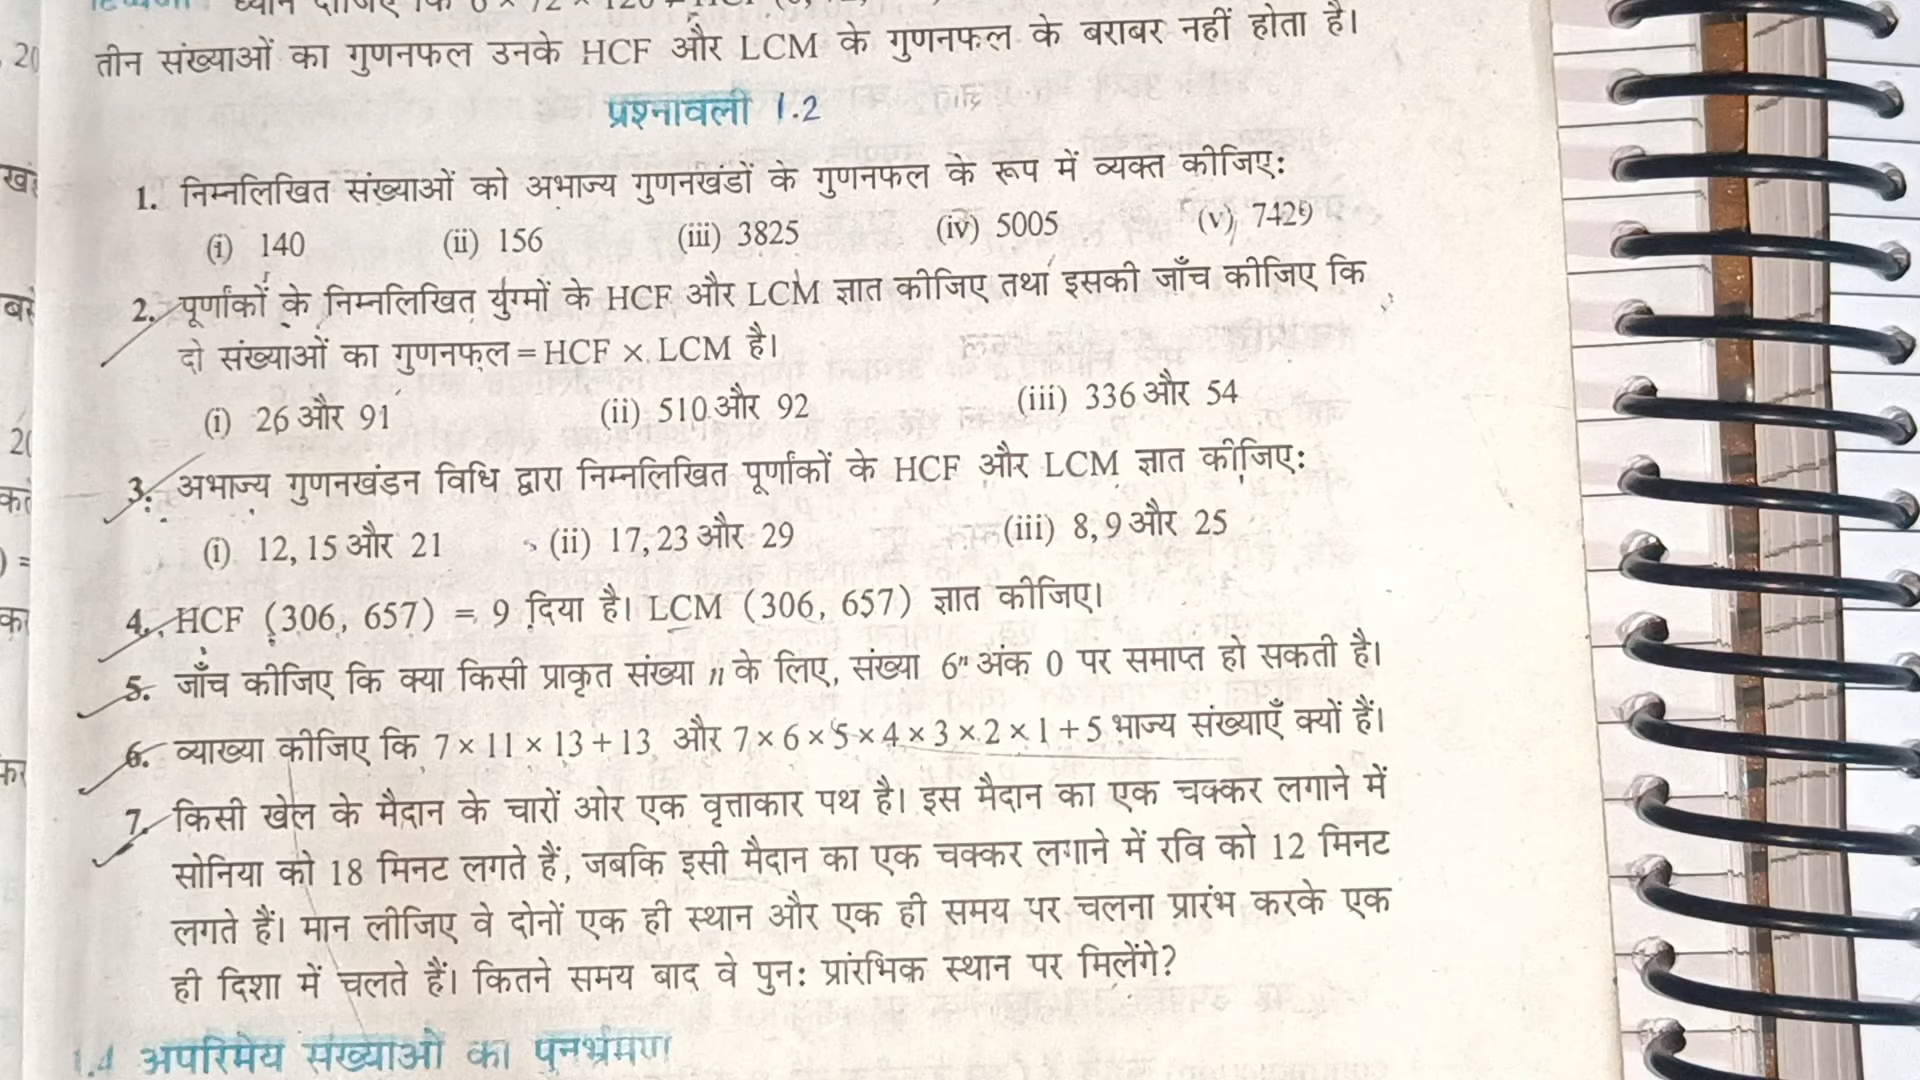 तीन संख्याओं का गुणनफल उनके HCF और LCM के गुणनफल के बराबर नहीं होता है।
प्रश्नावली 1.2
1. निम्नलिखित संख्याओं को अभाज्य गुणनखंडों के गुणनफल के रूप में व्यक्त कीजिए:
(i) 140 (ii) 156 (iii) 3825 (iv) 5005 (v) 7429
2. पूर्णांकों के निम्नलिखित युग्मों के HCF और LCM ज्ञात कीजिए तथा इसकी जाँच कीजिए कि
दो संख्याओं का गुणनफल = HCF × LCM है।
(i) 26 और 91 (ii) 510 और 92 (iii) 336 और 54
3. अभाज्य गुणनखंडन विधि द्वारा निम्नलिखित पूर्णांकों के HCF और LCM ज्ञात कीजिए:
(i) 12, 15 और 21 (ii) 17, 23 और 29 (iii) 8, 9 और 25
4. HCF (306, 657) = 9 दिया है। LCM (306, 657) ज्ञात कीजिए।
5. जाँच कीजिए कि क्या किसी प्राकृत संख्या n के लिए, संख्या 6ⁿ अंक 0 पर समाप्त हो सकती है।
6. व्याख्या कीजिए कि 7 × 11 × 13 + 13 और 7 × 6 × 5 × 4 × 3 × 2 × 1 + 5 भाज्य संख्याएँ क्यों हैं।
7. किसी खेल के मैदान के चारों ओर एक वृत्ताकार पथ है। इस मैदान का एक चक्कर लगाने में
सोनिया को 18 मिनट लगते हैं, जबकि इसी मैदान का एक चक्कर लगाने में रवि को 12 मिनट
लगते हैं। मान लीजिए वे दोनों एक ही स्थान और एक ही समय पर चलना प्रारंभ करके एक
ही दिशा में चलते हैं। कितने समय बाद वे पुन: प्रारंभिक स्थान पर मिलेंगे?
1.4 अपरिमेय संख्याओं का पुनर्भ्रमण